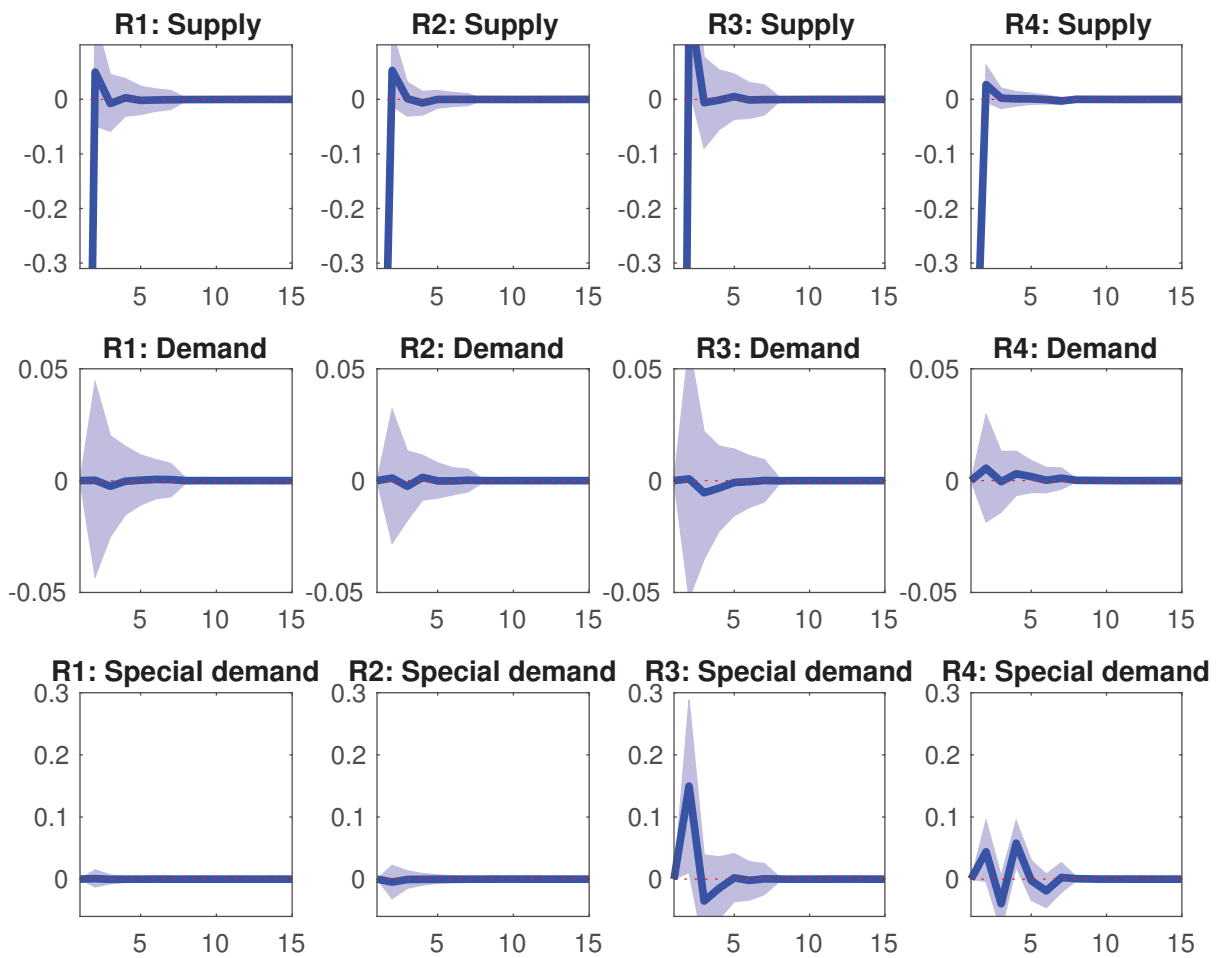 R1: Supply R2: Supply R3: Supply R4: Supply
0 0 0 0
-0.1 -0.1 -0.1 -0.1
-0.2 -0.2 -0.2 -0.2
-0.3 -0.3 -0.3 -0.3
5 10 15 5 10 15 5 10 15 5 10 15
R1: Demand R2: Demand R3: Demand R4: Demand
0.05 0.05 0.05 0.05
0 0 0 0
-0.05 -0.05 -0.05 -0.05
5 10 15 5 10 15 5 10 15 5 10 15
R1: Special demand R2: Special demand R3: Special demand R4: Special demand
0.3 0.3 0.3 0.3
0.2 0.2 0.2 0.2
0.1 0.1 0.1 0.1
0 0 0 0
5 10 15 5 10 15 5 10 15 5 10 15